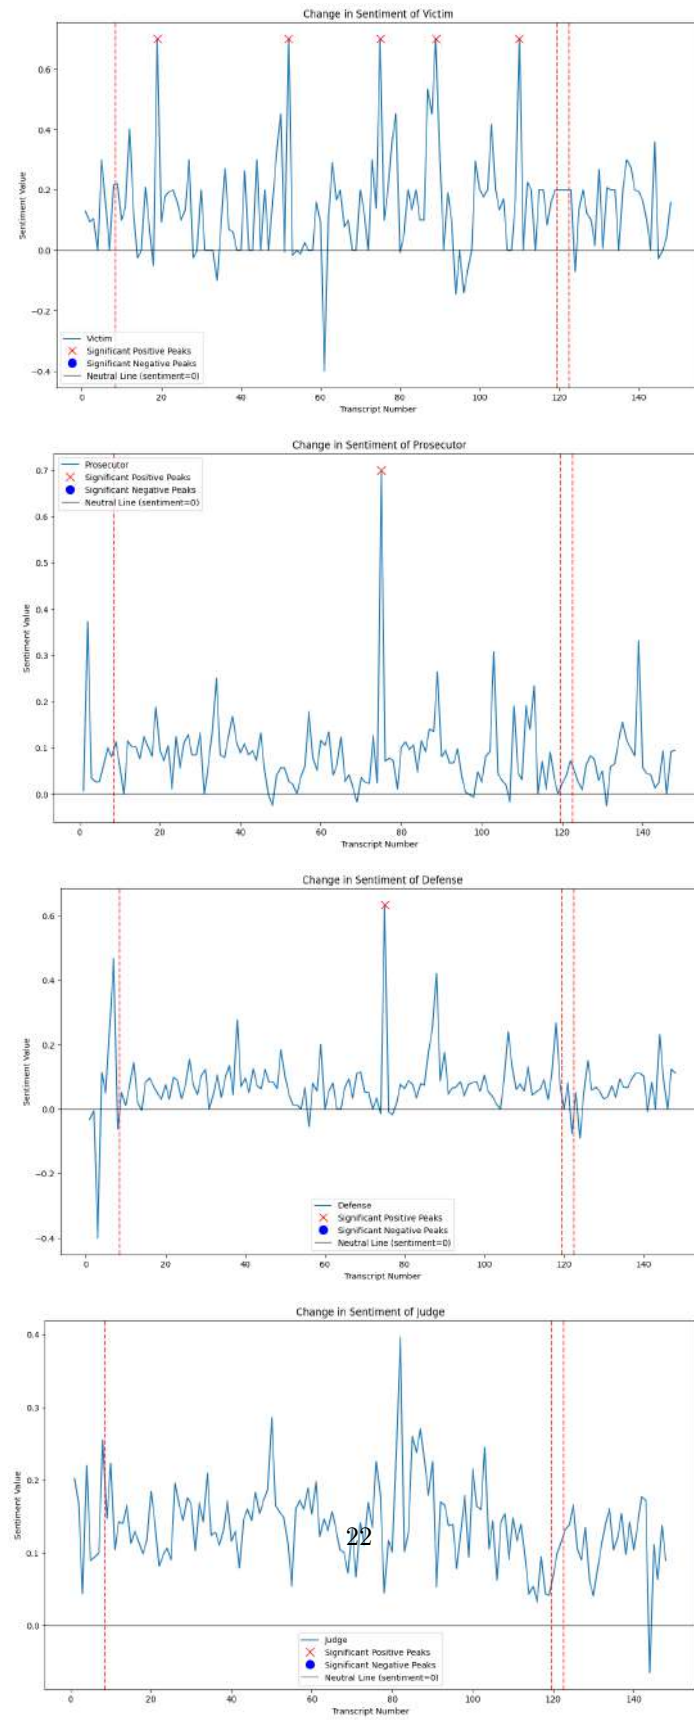 Change in Sentiment of Victim
0.6
0.4
0.2
0.0
−0.2
−0.4
Sentiment Value
Victim
Significant Positive Peaks
Significant Negative Peaks
Neutral Line (sentiment=0)
0 20 40 60 80 100 120 140
Transcript Number
Change in Sentiment of Prosecutor
0.7
0.6
0.5
0.4
0.3
0.2
0.1
0.0
Sentiment Value
Prosecutor
Significant Positive Peaks
Significant Negative Peaks
Neutral Line (sentiment=0)
0 20 40 60 80 100 120 140
Transcript Number
Change in Sentiment of Defense
0.6
0.4
0.2
0.0
−0.2
−0.4
Sentiment Value
Defense
Significant Positive Peaks
Significant Negative Peaks
Neutral Line (sentiment=0)
0 20 40 60 80 100 120 140
Transcript Number
Change in Sentiment of Judge
0.4
0.3
0.2
0.1
0.0
Sentiment Value
22
Judge
Significant Positive Peaks
Significant Negative Peaks
Neutral Line (sentiment=0)
0 20 40 60 80 100 120 140
Transcript Number